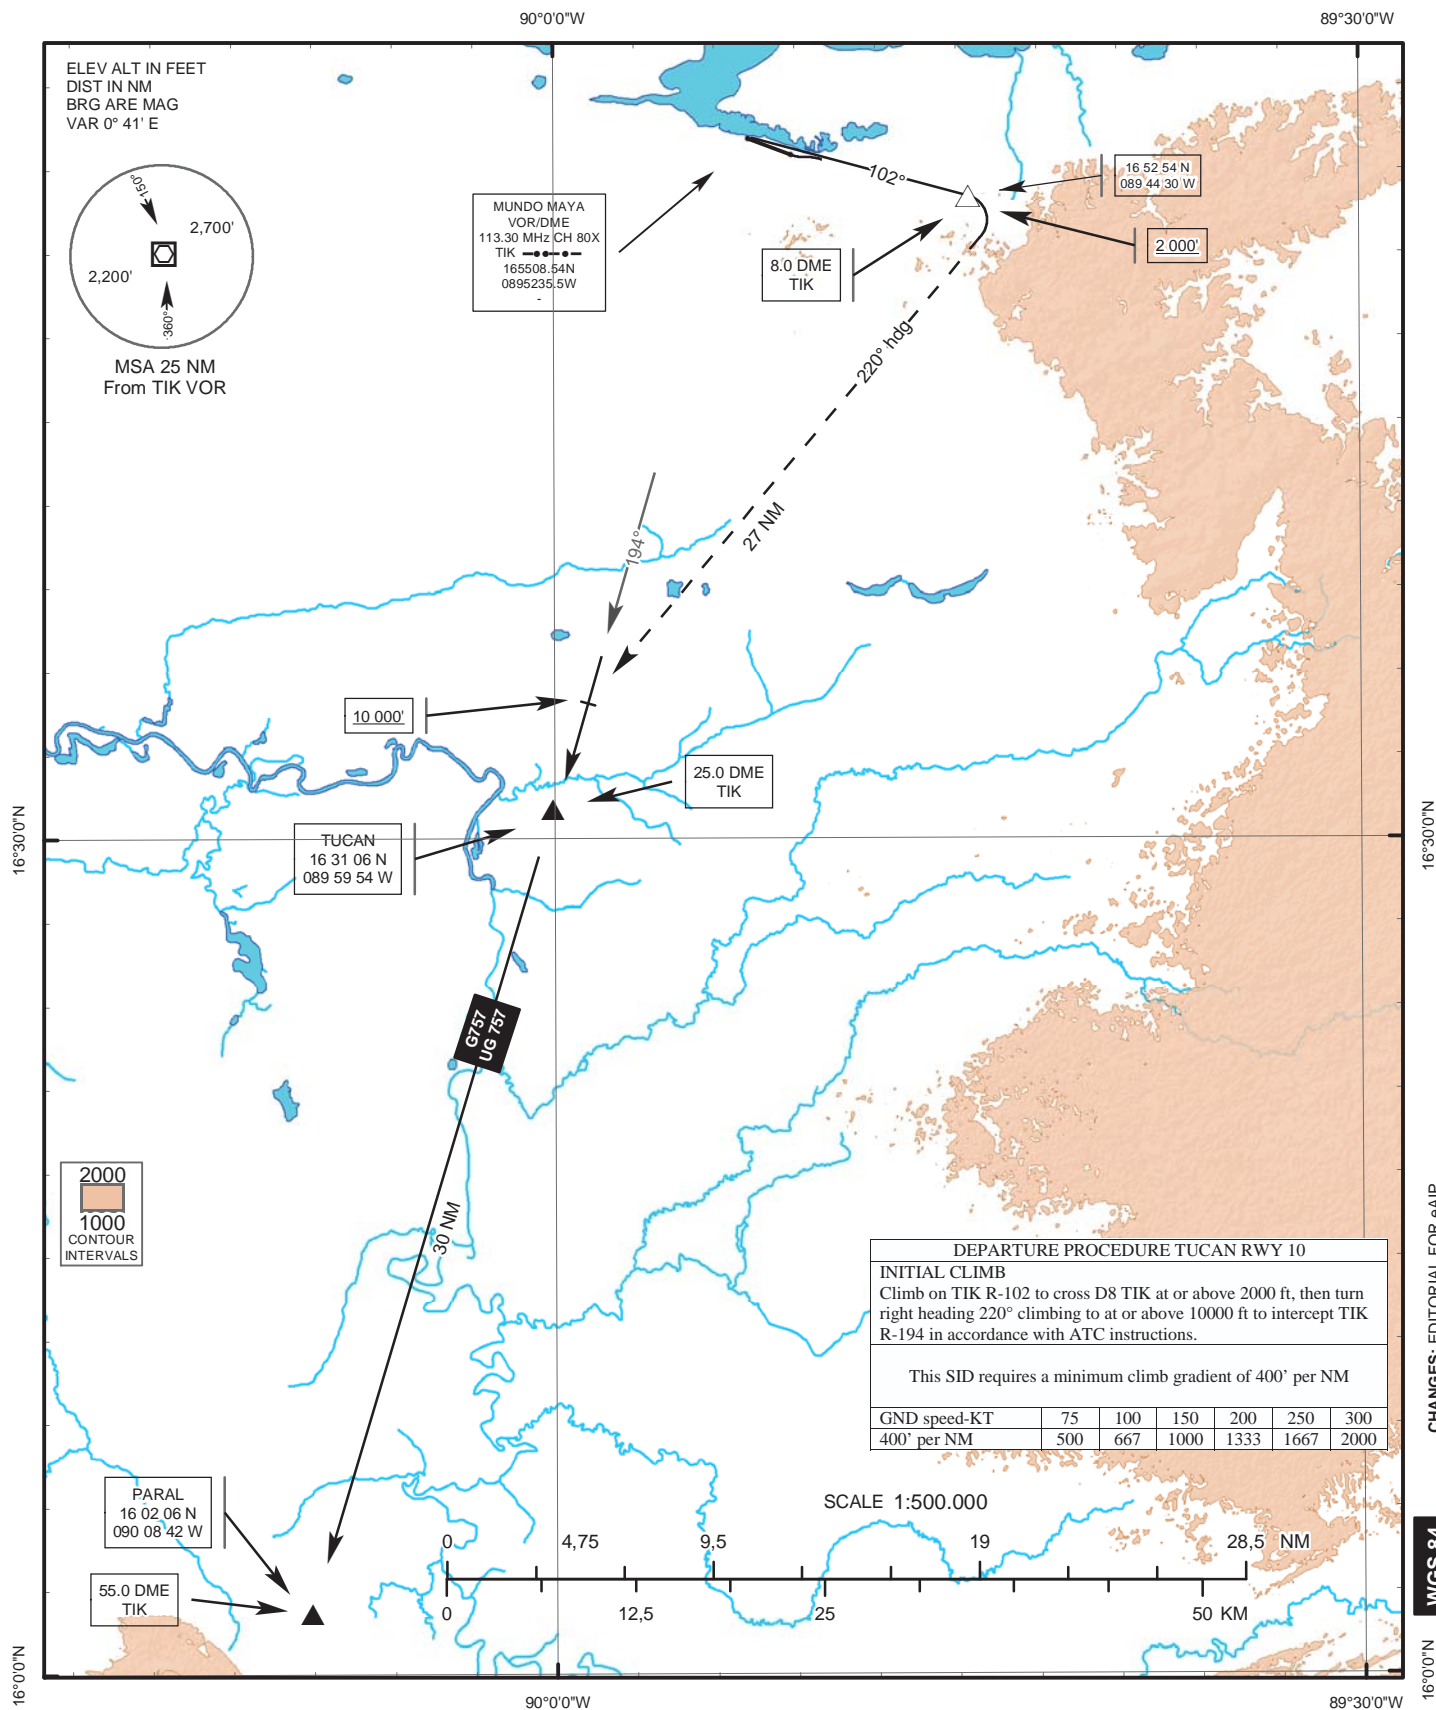 90°0'0"W
89°30'0"W
ELEV ALT IN FEET
DIST IN NM
BRG ARE MAG
VAR 0° 41' E
150°
2,700'
2,200'
360°
MSA 25 NM
From TIK VOR
MUNDO MAYA
VOR/DME
113.30 MHz CH 80X
TIK
165508.54N
0895235.5W
-
102°
16 52 54 N
089 44 30 W
2 000'
8.0 DME
TIK
220° hdg
27 NM
194°
10 000'
25.0 DME
TIK
TUCAN
16 31 06 N
089 59 54 W
16°30'0"N
16°30'0"N
G757
UG 757
30 NM
2000
1000
CONTOUR
INTERVALS
DEPARTURE PROCEDURE TUCAN RWY 10
INITIAL CLIMB
Climb on TIK R-102 to cross D8 TIK at or above 2000 ft, then turn
right heading 220° climbing to at or above 10000 ft to intercept TIK
R-194 in accordance with ATC instructions.
This SID requires a minimum climb gradient of 400' per NM
GND speed-KT 75 100 150 200 250 300
400' per NM 500 667 1000 1333 1667 2000
CHANGES: EDITORIAL FOR eAIP
PARAL
16 02 06 N
090 08 42 W
55.0 DME
TIK
SCALE 1:500.000
0 4,75 9,5 19 28,5 NM
0 12,5 25 50 KM
WGS 84
16°0'0"N
16°0'0"N
90°0'0"W
89°30'0"W